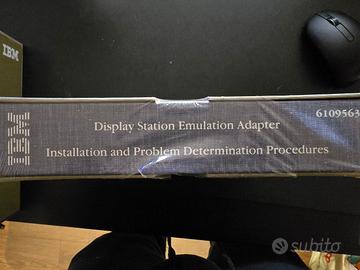 IBM
Display Station Emulation Adapter
6109563
IBM
Installation and Problem Determination Procedures
subito